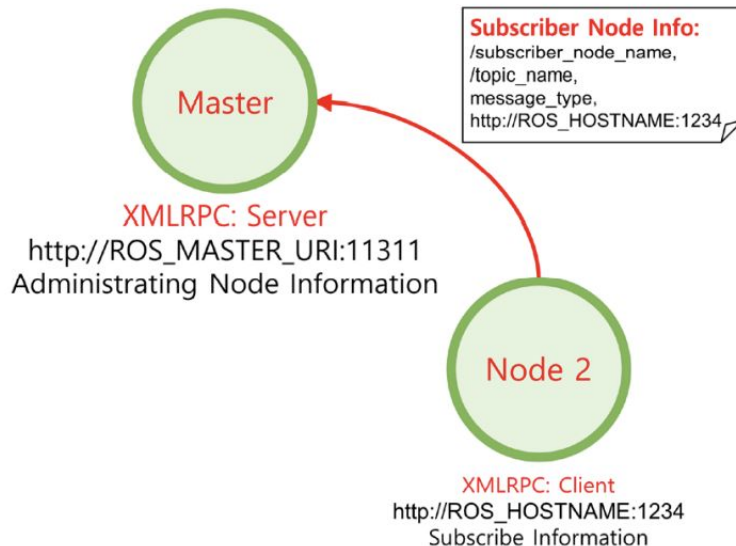 Master
XMLRPC: Server
http://ROS_MASTER_URI:11311
Administrating Node Information
Subscriber Node Info:
/subscriber_node_name,
/topic_name,
message_type,
http://ROS_HOSTNAME:1234
Node 2
XMLRPC: Client
http://ROS_HOSTNAME:1234
Subscribe Information